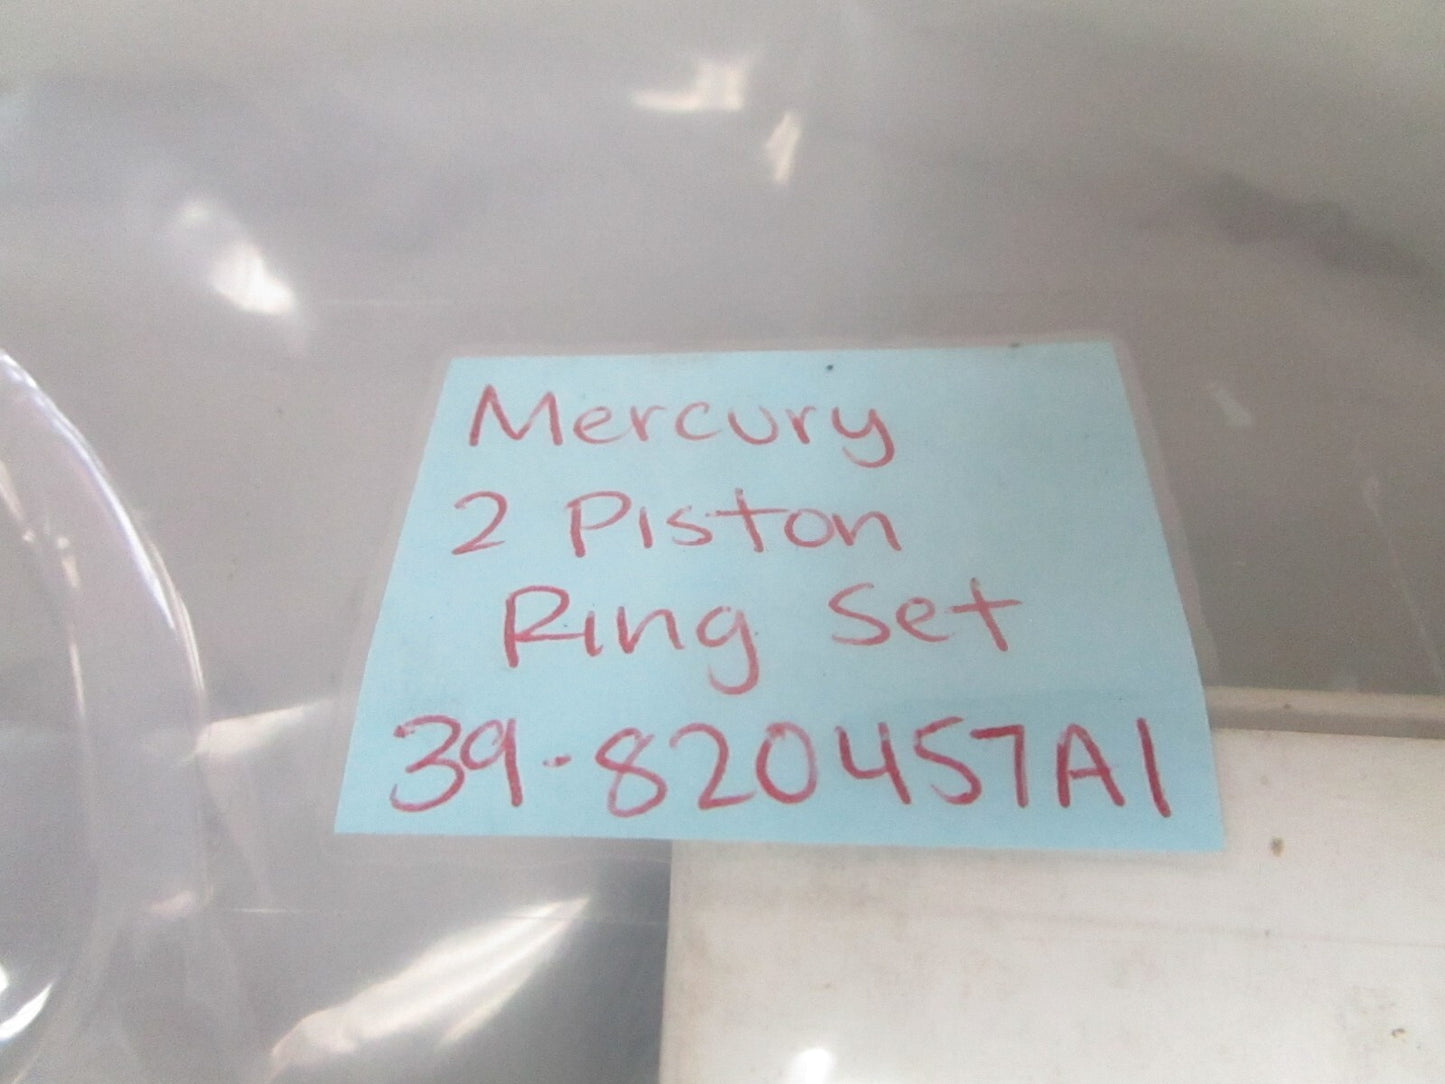 Mercury
2 Piston
Ring Set
39-820457A1